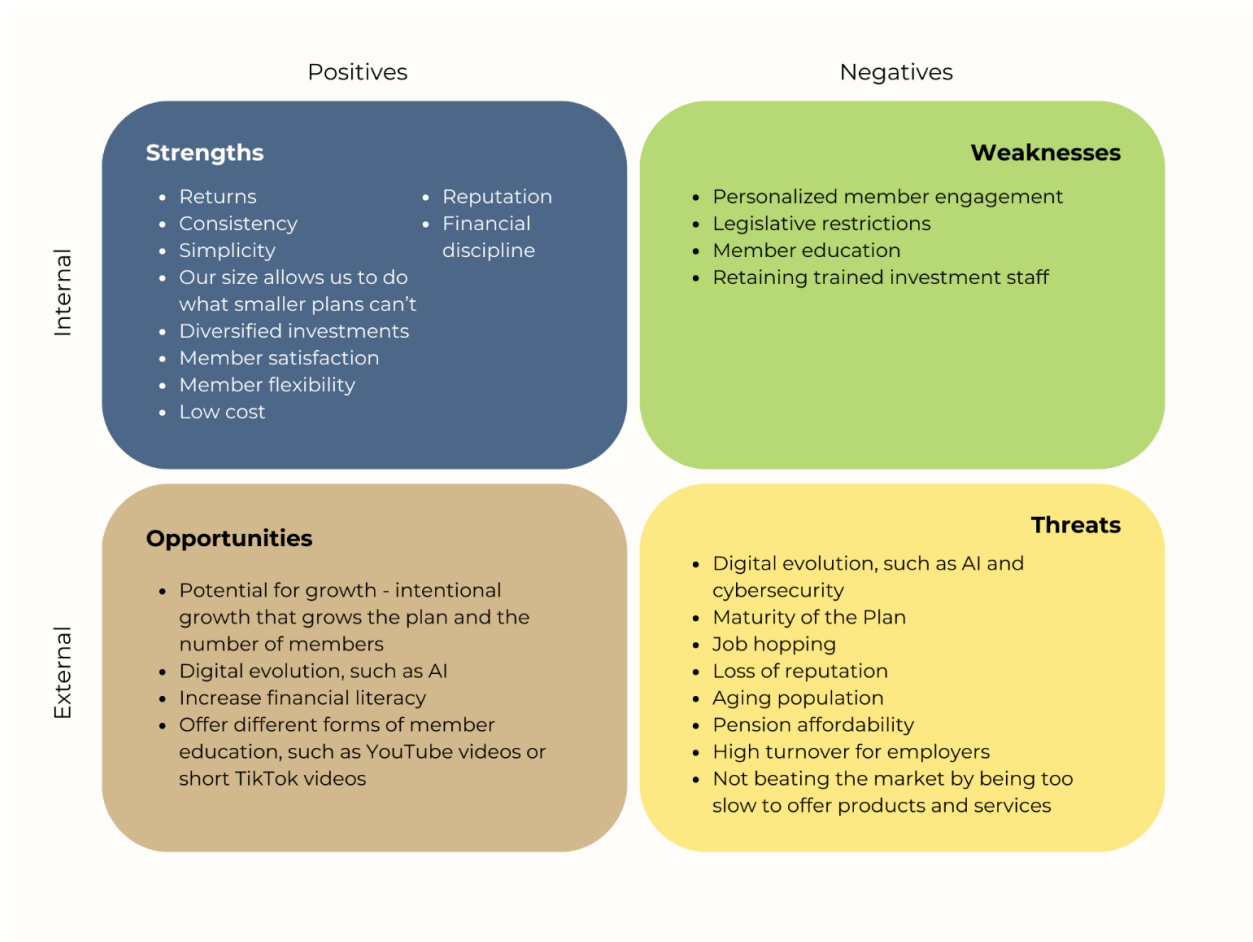 Positives
Negatives
Internal
Strengths
• Returns
• Consistency
• Simplicity
• Our size allows us to do
what smaller plans can’t
• Diversified investments
• Member satisfaction
• Member flexibility
• Low cost
• Reputation
• Financial
discipline
Weaknesses
• Personalized member engagement
• Legislative restrictions
• Member education
• Retaining trained investment staff
External
Opportunities
• Potential for growth - intentional
growth that grows the plan and the
number of members
• Digital evolution, such as AI
• Increase financial literacy
• Offer different forms of member
education, such as YouTube videos or
short TikTok videos
Threats
• Digital evolution, such as AI and
cybersecurity
• Maturity of the Plan
• Job hopping
• Loss of reputation
• Aging population
• Pension affordability
• High turnover for employers
• Not beating the market by being too
slow to offer products and services